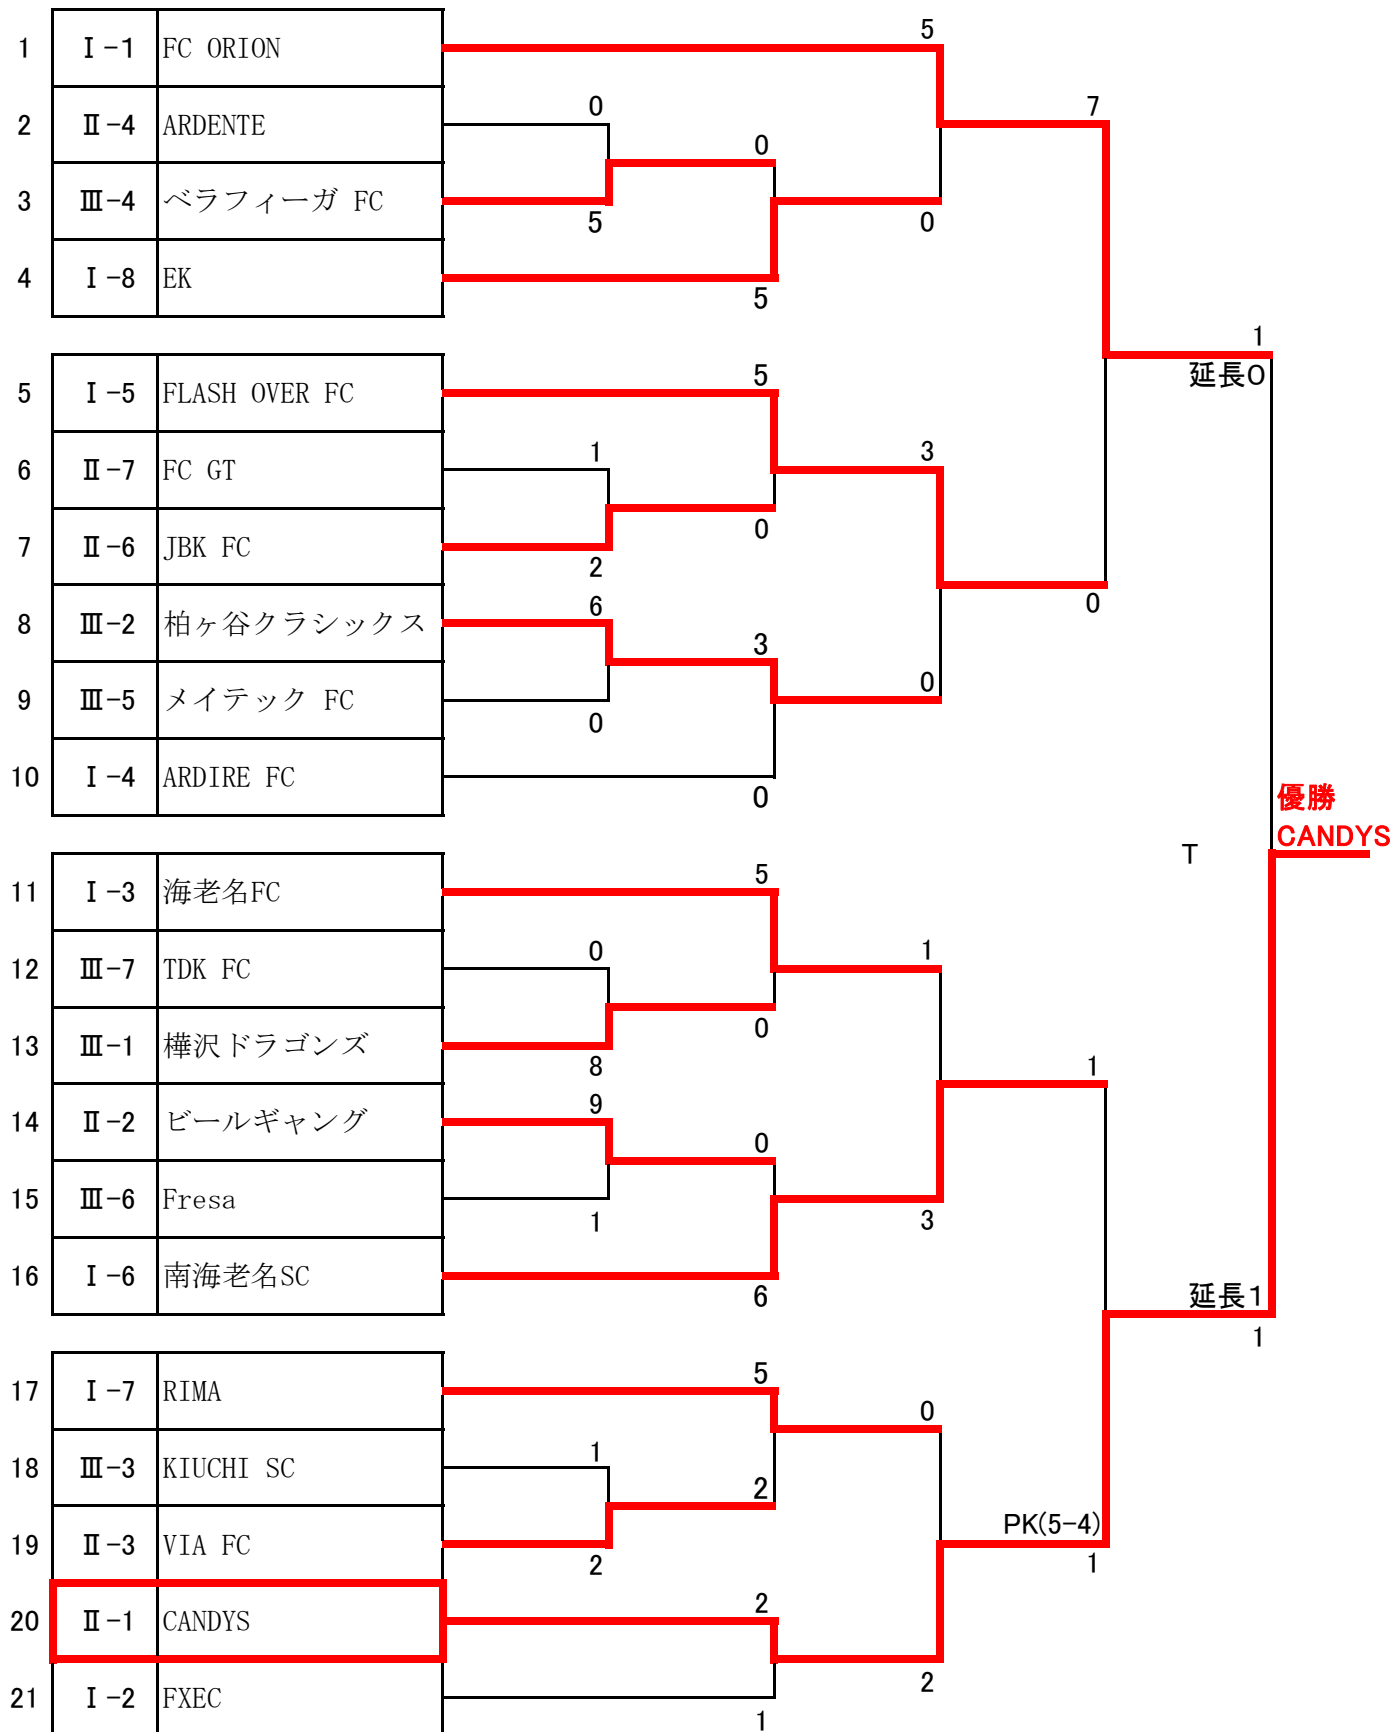 5
1 Ⅰ-1 FC ORION
0
7
2 Ⅱ-4 ARDENTE
0
3 Ⅲ-4 ベラフィーガ FC
5
0
4 Ⅰ-8 EK
5
1
延長0
5
5 Ⅰ-5 FLASH OVER FC
1
3
6 Ⅱ-7 FC GT
0
7 Ⅱ-6 JBK FC
2
6
0
8 Ⅲ-2 柏ヶ谷クラシックス
3
0
9 Ⅲ-5 メイテック FC
0
10 Ⅰ-4 ARDIRE FC
0
優勝
CANDYS
T
5
11 Ⅰ-3 海老名FC
0
1
12 Ⅲ-7 TDK FC
0
13 Ⅲ-1 樺沢ドラゴンズ
8
1
9
14 Ⅱ-2 ビールギャング
0
15 Ⅲ-6 Fresa
1
3
16 Ⅰ-6 南海老名SC
6
延長1
1
5
17 Ⅰ-7 RIMA
0
1
18 Ⅲ-3 KIUCHI SC
2
PK(5-4)
19 Ⅱ-3 VIA FC
2
1
2
20 Ⅱ-1 CANDYS
2
21 Ⅰ-2 FXEC
1